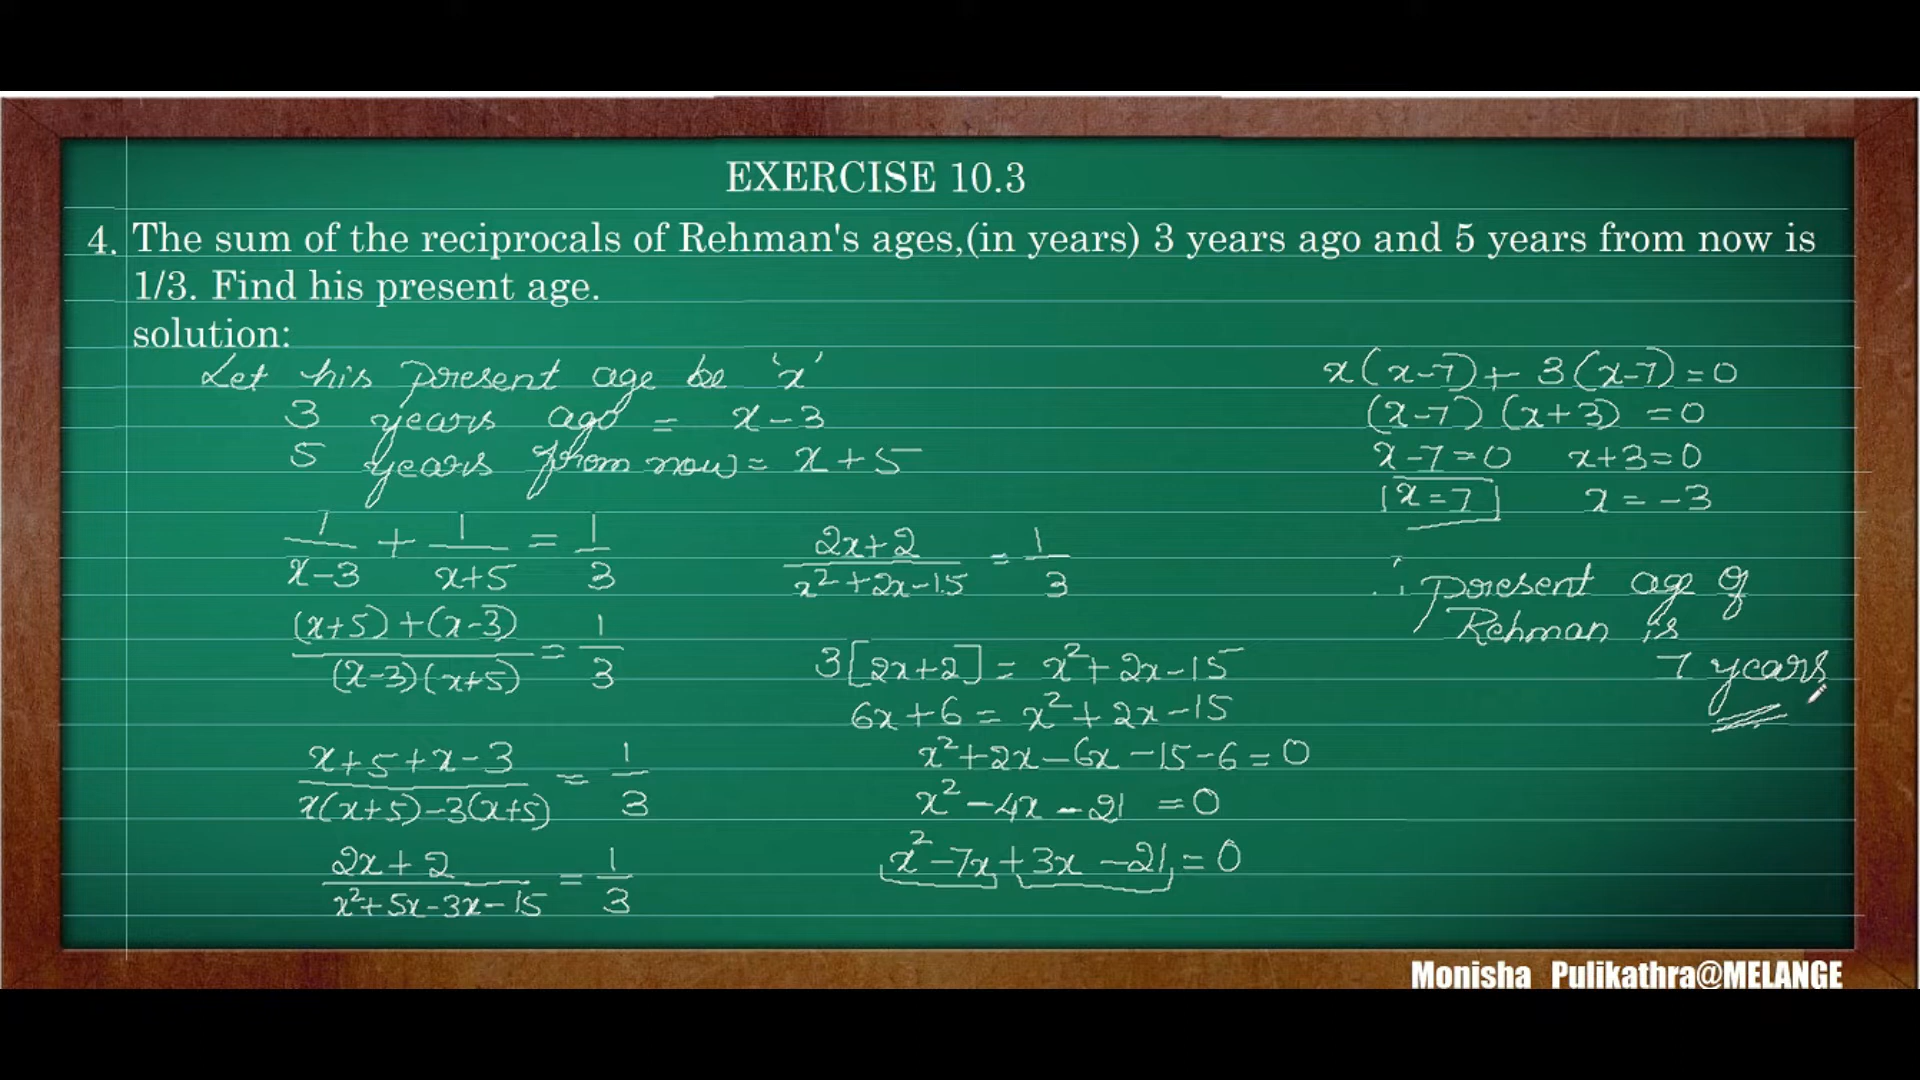 EXERCISE 10.3
4. The sum of the reciprocals of Rehman's ages,(in years) 3 years ago and 5 years from now is
1/3. Find his present age.
solution:
Let his present age be 'x'
3 years ago = x-3
5 years from now = x+5
1/(x-3) + 1/(x+5) = 1/3
((x+5)+(x-3))/((x-3)(x+5)) = 1/3
(x+5+x-3)/(x(x+5)-3(x+5)) = 1/3
(2x+2)/(x²+5x-3x-15) = 1/3
(2x+2)/(x²+2x-15) = 1/3
3[2x+2] = x²+2x-15
6x+6 = x²+2x-15
x²+2x-6x-15-6=0
x²-4x-21 =0
x²-7x+3x-21=0
x(x-7)+3(x-7)=0
(x-7)(x+3)=0
x-7=0 x+3=0
x=7 x=-3
∴ present age of
Rehman is
7 years
Monisha Pulikathra@MELANGE